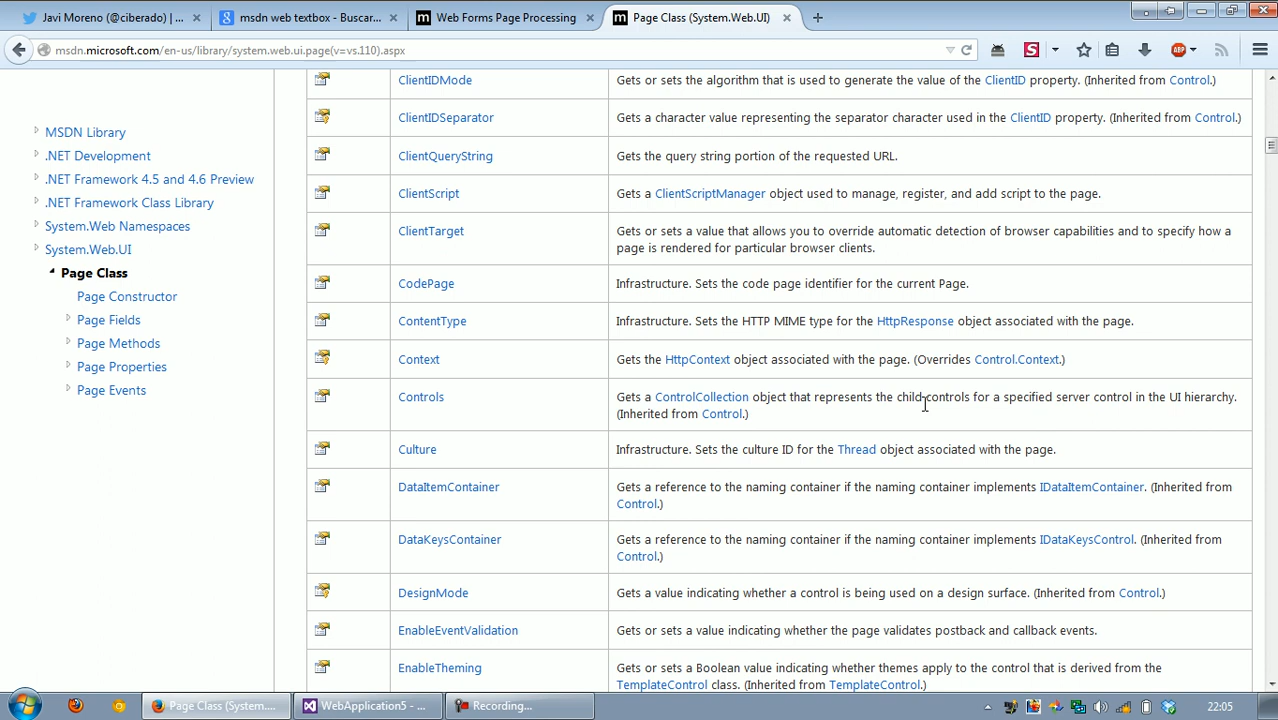 Javi Moreno (@ciberado) | ...
msdn web textbox - Buscar...
Web Forms Page Processing
Page Class (System.Web.UI)
msdn.microsoft.com/en-us/library/system.web.ui.page(v=vs.110).aspx
MSDN Library
.NET Development
.NET Framework 4.5 and 4.6 Preview
.NET Framework Class Library
System.Web Namespaces
System.Web.UI
Page Class
Page Constructor
Page Fields
Page Methods
Page Properties
Page Events
ClientIDMode
Gets or sets the algorithm that is used to generate the value of the ClientID property. (Inherited from Control.)
ClientIDSeparator
Gets a character value representing the separator character used in the ClientID property. (Inherited from Control.)
ClientQueryString
Gets the query string portion of the requested URL.
ClientScript
Gets a ClientScriptManager object used to manage, register, and add script to the page.
ClientTarget
Gets or sets a value that allows you to override automatic detection of browser capabilities and to specify how a
page is rendered for particular browser clients.
CodePage
Infrastructure. Sets the code page identifier for the current Page.
ContentType
Infrastructure. Sets the HTTP MIME type for the HttpResponse object associated with the page.
Context
Gets the HttpContext object associated with the page. (Overrides Control.Context.)
Controls
Gets a ControlCollection object that represents the child controls for a specified server control in the UI hierarchy.
(Inherited from Control.)
Culture
Infrastructure. Sets the culture ID for the Thread object associated with the page.
DataItemContainer
Gets a reference to the naming container if the naming container implements IDataItemContainer. (Inherited from
Control.)
DataKeysContainer
Gets a reference to the naming container if the naming container implements IDataKeysControl. (Inherited from
Control.)
DesignMode
Gets a value indicating whether a control is being used on a design surface. (Inherited from Control.)
EnableEventValidation
Gets or sets a value indicating whether the page validates postback and callback events.
EnableTheming
Gets or sets a Boolean value indicating whether themes apply to the control that is derived from the
TemplateControl class. (Inherited from TemplateControl.)
Page Class (System....
WebApplication5 - ...
Recording...
22:05